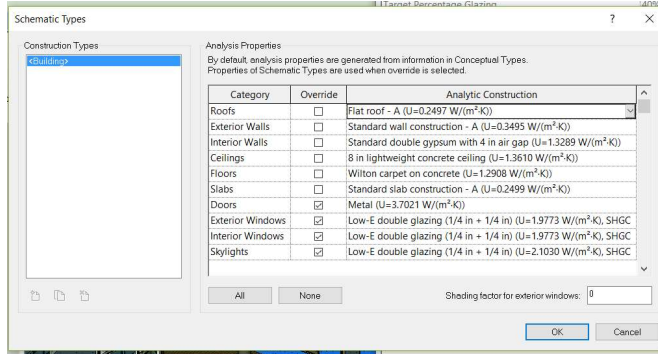 Target Percentage Glazing 40%
Schematic Types ? ×
Construction Types
<Building>
Analysis Properties
By default, analysis properties are generated from information in Conceptual Types.
Properties of Schematic Types are used when override is selected.
Category Override Analytic Construction
Roofs Flat roof - A (U=0.2497 W/(m²·K))
Exterior Walls Standard wall construction - A (U=0.3495 W/(m²·K))
Interior Walls Standard double gypsum with 4 in air gap (U=1.3289 W/(m²·K))
Ceilings 8 in lightweight concrete ceiling (U=1.3610 W/(m²·K))
Floors Wilton carpet on concrete (U=1.2908 W/(m²·K))
Slabs Standard slab construction - A (U=0.2499 W/(m²·K))
Doors Metal (U=3.7021 W/(m²·K))
Exterior Windows Low-E double glazing (1/4 in + 1/4 in) (U=1.9773 W/(m²·K), SHGC
Interior Windows Low-E double glazing (1/4 in + 1/4 in) (U=1.9773 W/(m²·K), SHGC
Skylights Low-E double glazing (1/4 in + 1/4 in) (U=2.1030 W/(m²·K), SHGC
All None Shading factor for exterior windows: 0
OK Cancel